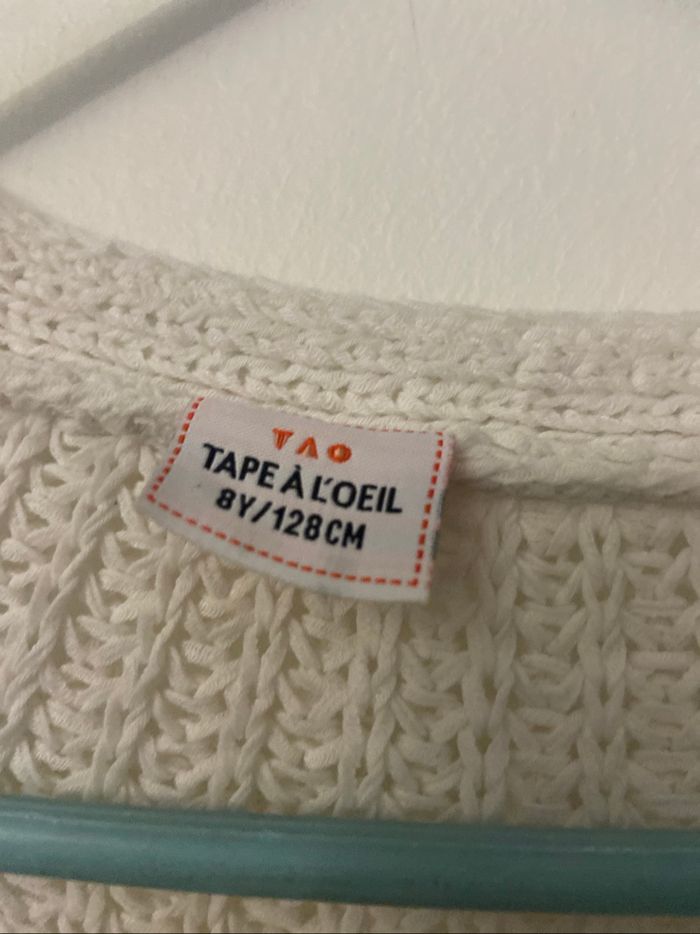 TAO
TAPE À L'OEIL
8Y/128CM